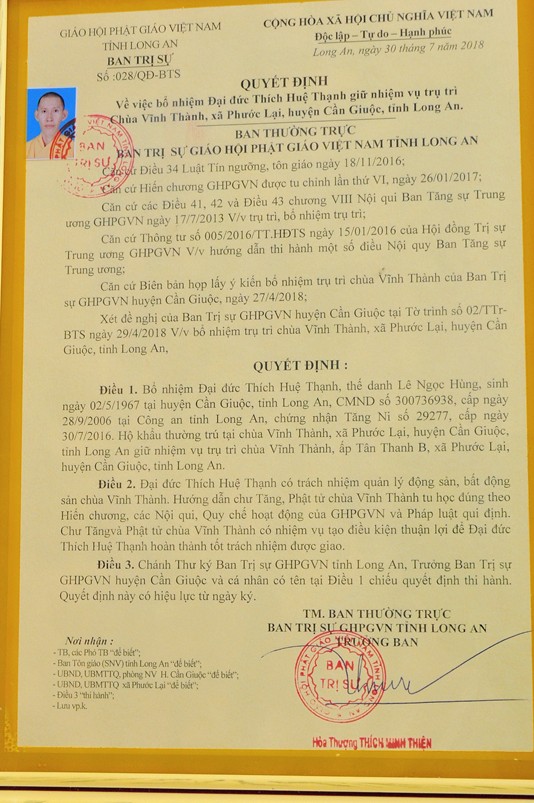 GIÁO HỘI PHẬT GIÁO VIỆT NAM
TỈNH LONG AN
BAN TRỊ SỰ
Số :028/QĐ-BTS
CỘNG HÒA XÃ HỘI CHỦ NGHĨA VIỆT NAM
Độc lập – Tự do – Hạnh phúc
Long An, ngày 30 tháng 7 năm 2018
QUYẾT ĐỊNH
Về việc bổ nhiệm Đại đức Thích Huệ Thạnh giữ nhiệm vụ trụ trì
Chùa Vĩnh Thành, xã Phước Lại, huyện Cần Giuộc, tỉnh Long An.
BAN THƯỜNG TRỰC
BAN TRỊ SỰ GIÁO HỘI PHẬT GIÁO VIỆT NAM TỈNH LONG AN
Căn cứ Điều 34 Luật Tín ngưỡng, tôn giáo ngày 18/11/2016;
Căn cứ Hiến chương GHPGVN được tu chỉnh lần thứ VI, ngày 26/01/2017;
Căn cứ các Điều 41, 42 và Điều 43 chương VIII Nội qui Ban Tăng sự Trung
ương GHPGVN ngày 17/7/2013 V/v trụ trì, bổ nhiệm trụ trì;
Căn cứ Thông tư số 005/2016/TT.HĐTS ngày 15/01/2016 của Hội đồng Trị sự
Trung ương GHPGVN V/v hướng dẫn thi hành một số điều Nội quy Ban Tăng sự
Trung ương;
Căn cứ Biên bản họp lấy ý kiến bổ nhiệm trụ trì chùa Vĩnh Thành của Ban Trị
sự GHPGVN huyện Cần Giuộc, ngày 27/4/2018;
Xét đề nghị của Ban Trị sự GHPGVN huyện Cần Giuộc tại Tờ trình số 02/TTr-
BTS ngày 29/4/2018 V/v bổ nhiệm trụ trì chùa Vĩnh Thành, xã Phước Lại, huyện Cần
Giuộc, tỉnh Long An,
QUYẾT ĐỊNH :
Điều 1. Bổ nhiệm Đại đức Thích Huệ Thạnh, thế danh Lê Ngọc Hùng, sinh
ngày 02/5/1967 tại huyện Cần Giuộc, tỉnh Long An, CMND số 300736938, cấp ngày
28/9/2006 tại Công an tỉnh Long An, chứng nhận Tăng Ni số 29277, cấp ngày
30/7/2016. Hộ khẩu thường trú tại chùa Vĩnh Thành, xã Phước Lại, huyện Cần Giuộc,
tỉnh Long An giữ nhiệm vụ trụ trì chùa Vĩnh Thành, ấp Tân Thanh B, xã Phước Lại,
huyện Cần Giuộc, tỉnh Long An.
Điều 2. Đại đức Thích Huệ Thạnh có trách nhiệm quản lý động sản, bất động
sản chùa Vĩnh Thành. Hướng dẫn chư Tăng, Phật tử chùa Vĩnh Thành tu học đúng theo
Hiến chương, các Nội qui, Quy chế hoạt động của GHPGVN và Pháp luật qui định.
Chư Tăngvà Phật tử chùa Vĩnh Thành có nhiệm vụ tạo điều kiện thuận lợi để Đại đức
Thích Huệ Thạnh hoàn thành tốt trách nhiệm được giao.
Điều 3. Chánh Thư ký Ban Trị sự GHPGVN tỉnh Long An, Trưởng Ban Trị sự
GHPGVN huyện Cần Giuộc và cá nhân có tên tại Điều 1 chiếu quyết định thi hành.
Quyết định này có hiệu lực từ ngày ký.
TM. BAN THƯỜNG TRỰC
BAN TRỊ SỰ GHPGVN TỈNH LONG AN
TRƯỞNG BAN
Nơi nhận :
- TB, các Phó TB "để biết";
- Ban Tôn giáo (SNV) tỉnh Long An "để biết";
- UBND, UBMTTQ, phòng NV H. Cần Giuộc "để biết";
- UBND, UBMTTQ xã Phước Lại "để biết";
- Điều 3 "thi hành";
- Lưu vp.k.
BAN
TRỊ SỰ
BAN
TRỊ SỰ
Hòa Thượng THÍCH MINH THIỆN